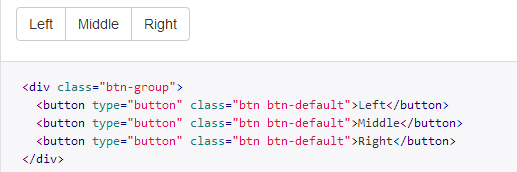 Left Middle Right
<div class="btn-group">
  <button type="button" class="btn btn-default">Left</button>
  <button type="button" class="btn btn-default">Middle</button>
  <button type="button" class="btn btn-default">Right</button>
</div>